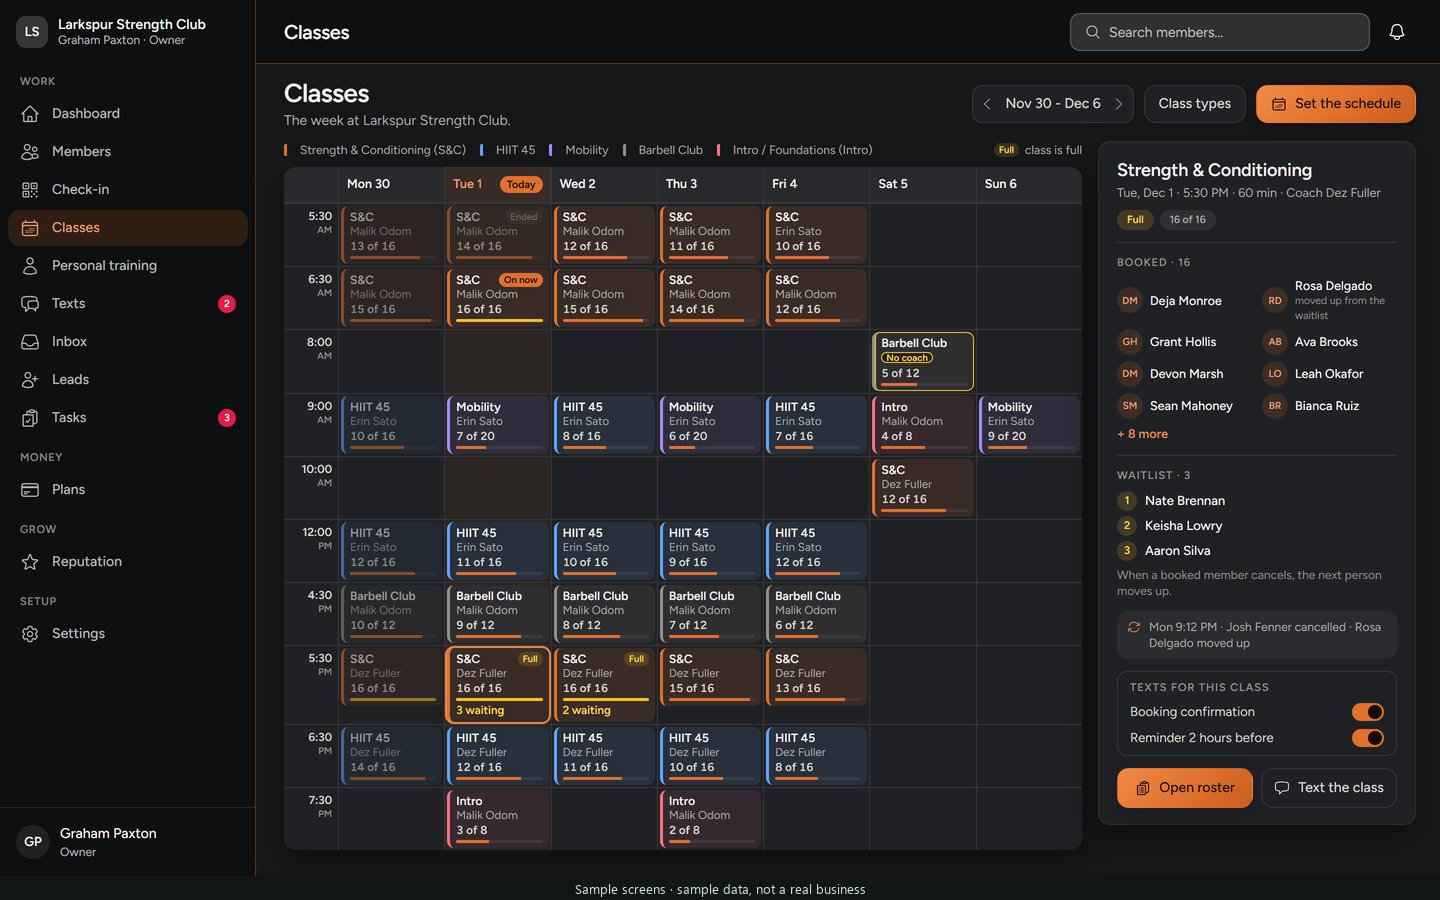 LS
Larkspur Strength Club
Graham Paxton · Owner
WORK
Dashboard
Members
Check-in
Classes
Personal training
Texts 2
Inbox
Leads
Tasks 3
MONEY
Plans
GROW
Reputation
SETUP
Settings
GP
Graham Paxton
Owner
Classes
Search members...
Classes
The week at Larkspur Strength Club.
Nov 30 - Dec 6
Class types
Set the schedule
Strength & Conditioning (S&C) HIIT 45 Mobility Barbell Club Intro / Foundations (Intro) Full class is full
Mon 30 Tue 1 Today Wed 2 Thu 3 Fri 4 Sat 5 Sun 6
5:30 AM
S&C
Malik Odom
13 of 16
S&C Ended
Malik Odom
14 of 16
S&C
Malik Odom
12 of 16
S&C
Malik Odom
11 of 16
S&C
Erin Sato
10 of 16
6:30 AM
S&C
Malik Odom
15 of 16
S&C On now
Malik Odom
16 of 16
S&C
Malik Odom
15 of 16
S&C
Malik Odom
14 of 16
S&C
Malik Odom
12 of 16
8:00 AM
Barbell Club
No coach
5 of 12
9:00 AM
HIIT 45
Erin Sato
10 of 16
Mobility
Erin Sato
7 of 20
HIIT 45
Erin Sato
8 of 16
Mobility
Erin Sato
6 of 20
HIIT 45
Erin Sato
7 of 16
Intro
Malik Odom
4 of 8
Mobility
Erin Sato
9 of 20
10:00 AM
S&C
Dez Fuller
12 of 16
12:00 PM
HIIT 45
Erin Sato
12 of 16
HIIT 45
Erin Sato
11 of 16
HIIT 45
Erin Sato
10 of 16
HIIT 45
Erin Sato
9 of 16
HIIT 45
Erin Sato
12 of 16
4:30 PM
Barbell Club
Malik Odom
10 of 12
Barbell Club
Malik Odom
9 of 12
Barbell Club
Malik Odom
8 of 12
Barbell Club
Malik Odom
7 of 12
Barbell Club
Malik Odom
6 of 12
5:30 PM
S&C
Dez Fuller
16 of 16
S&C Full
Dez Fuller
16 of 16
3 waiting
S&C Full
Dez Fuller
16 of 16
2 waiting
S&C
Dez Fuller
15 of 16
S&C
Dez Fuller
13 of 16
6:30 PM
HIIT 45
Dez Fuller
14 of 16
HIIT 45
Dez Fuller
12 of 16
HIIT 45
Dez Fuller
11 of 16
HIIT 45
Dez Fuller
10 of 16
HIIT 45
Dez Fuller
8 of 16
7:30 PM
Intro
Malik Odom
3 of 8
Intro
Malik Odom
2 of 8
Strength & Conditioning
Tue, Dec 1 · 5:30 PM · 60 min · Coach Dez Fuller
Full 16 of 16
BOOKED · 16
DM Deja Monroe
RD Rosa Delgado
moved up from the
waitlist
GH Grant Hollis
AB Ava Brooks
DM Devon Marsh
LO Leah Okafor
SM Sean Mahoney
BR Bianca Ruiz
+ 8 more
WAITLIST · 3
1 Nate Brennan
2 Keisha Lowry
3 Aaron Silva
When a booked member cancels, the next person
moves up.
Mon 9:12 PM · Josh Fenner cancelled · Rosa
Delgado moved up
TEXTS FOR THIS CLASS
Booking confirmation
Reminder 2 hours before
Open roster
Text the class
Sample screens · sample data, not a real business